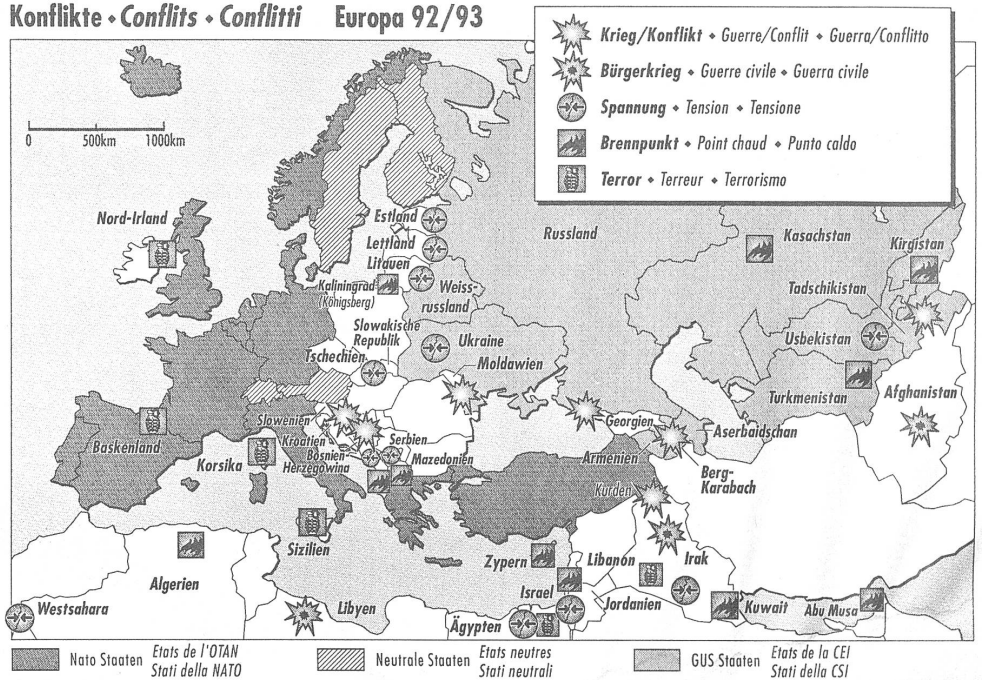 Konflikte ⬥ Conflits ⬥ Conflitti Europa 92/93
Krieg/Konflikt ⬥ Guerre/Conflit ⬥ Guerra/Conflitto
Bürgerkrieg ⬥ Guerre civile ⬥ Guerra civile
Spannung ⬥ Tension ⬥ Tensione
Brennpunkt ⬥ Point chaud ⬥ Punto caldo
Terror ⬥ Terreur ⬥ Terrorismo
0 500km 1000km
Nord-Irland
Estland
Lettland
Litauen
Kaliningrad
(Königsberg)
Weiss-
russland
Russland
Kasachstan
Kirgistan
Tadschikistan
Usbekistan
Turkmenistan
Afghanistan
Slowakische
Republik
Tschechien
Ukraine
Moldawien
Baskenland
Korsika
Slowenien
Kroatien
Bosnien
Herzegowina
Serbien
Mazedonien
Georgien
Aserbaidschan
Armenien
Berg-
Karabach
Kurden
Sizilien
Zypern
Libanon
Irak
Israel
Jordanien
Kuwait
Abu Musa
Algerien
Westsahara
Libyen
Ägypten
Nato Staaten
Etats de l'OTAN
Stati della NATO
Neutrale Staaten
Etats neutres
Stati neutrali
GUS Staaten
Etats de la CEI
Stati della CSI